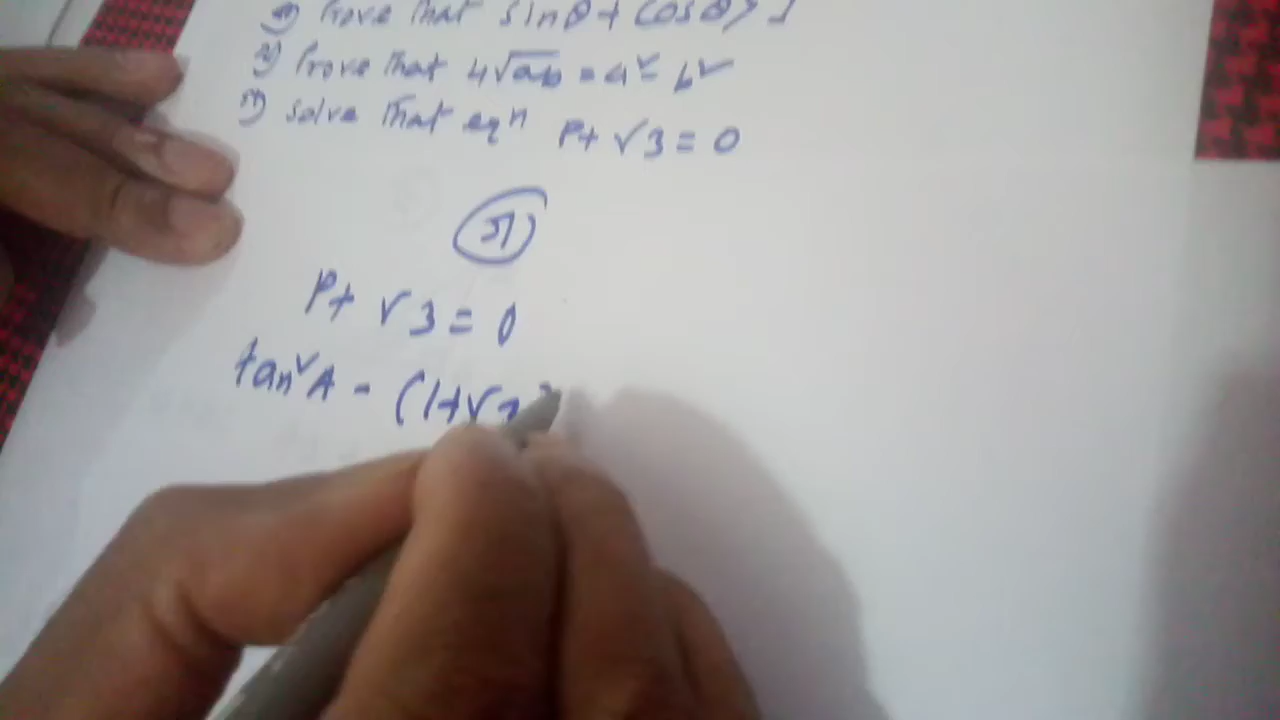 Prove that sinθ + cosθ > 1
খ) Prove that 4√ab = a² - b²
গ) solve that eqn P+ √3 = 0
গ)
P+ √3 = 0
tan²A - (1+√3)